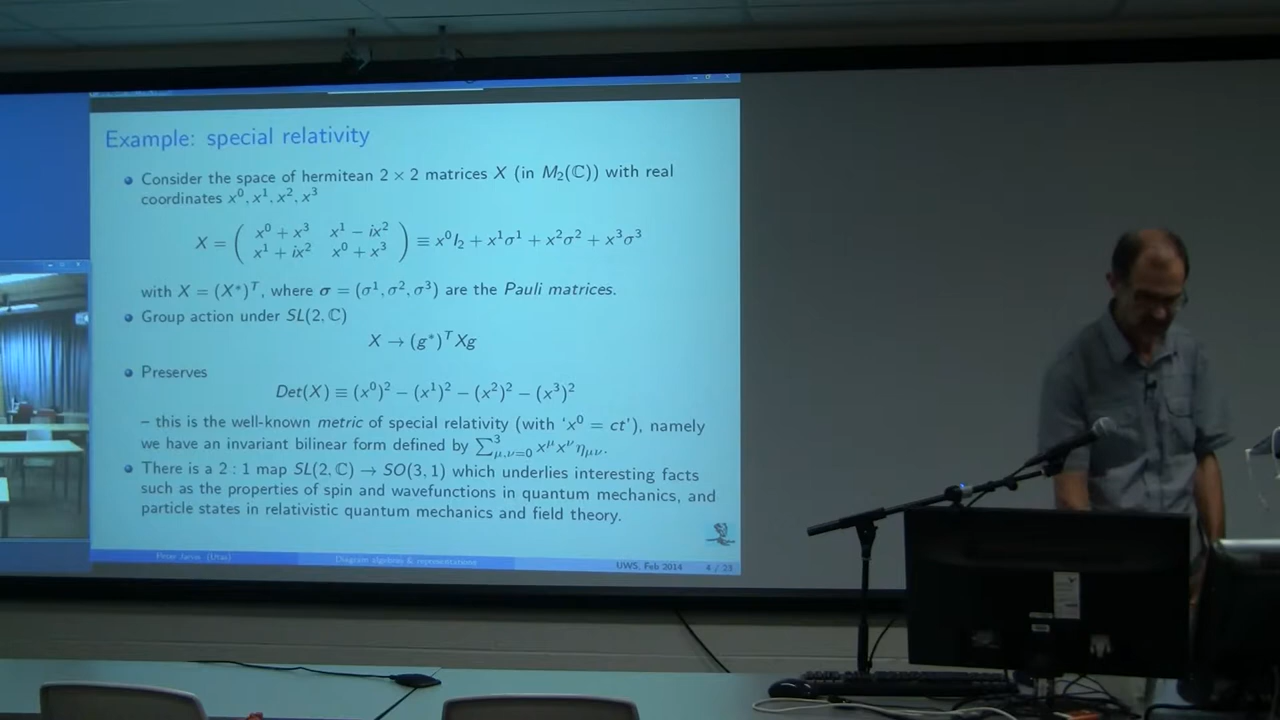 Example: special relativity
Consider the space of hermitean 2 × 2 matrices X (in M₂(ℂ)) with real
coordinates x⁰, x¹, x², x³
X = ( x⁰ + x³ x¹ − ix² ; x¹ + ix² x⁰ + x³ ) ≡ x⁰I₂ + x¹σ¹ + x²σ² + x³σ³
with X = (X*)ᵀ, where σ = (σ¹, σ², σ³) are the Pauli matrices.
Group action under SL(2, ℂ)
X → (g*)ᵀXg
Preserves
Det(X) ≡ (x⁰)² − (x¹)² − (x²)² − (x³)²
– this is the well-known metric of special relativity (with ‘x⁰ = ct’), namely
we have an invariant bilinear form defined by ∑³μ,ν=0 xᵘxᵛημν.
There is a 2 : 1 map SL(2, ℂ) → SO(3, 1) which underlies interesting facts
such as the properties of spin and wavefunctions in quantum mechanics, and
particle states in relativistic quantum mechanics and field theory.
Peter Jarvis (Utas) Diagram algebras & representations UWS, Feb 2014 4 / 23